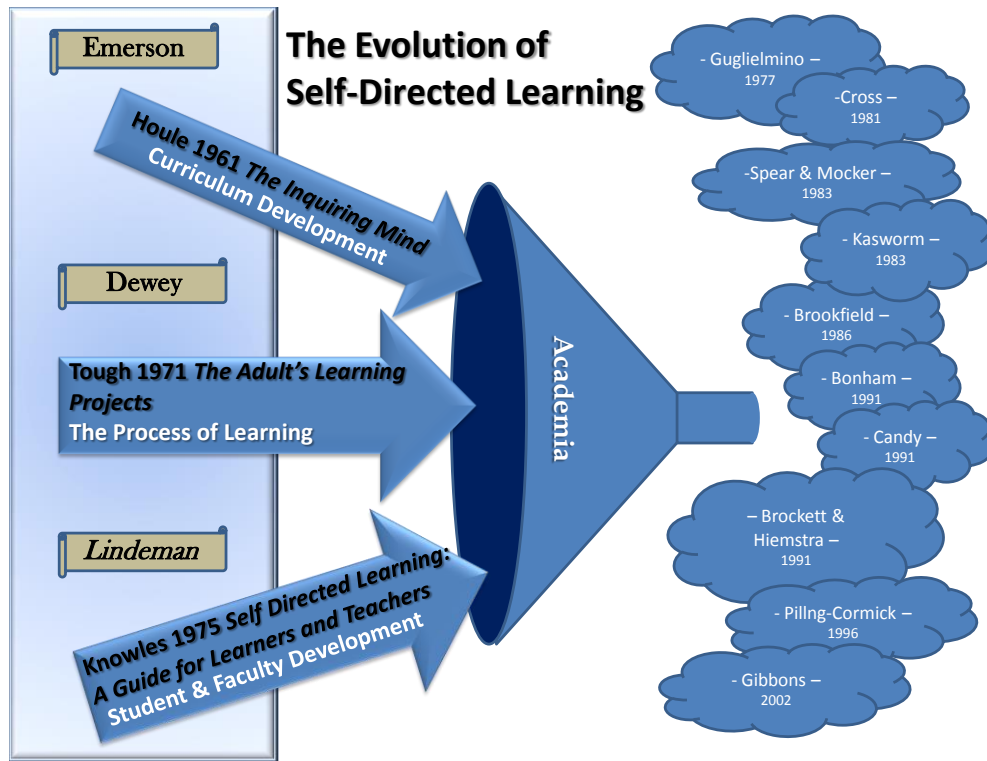 The Evolution of
Self-Directed Learning
Emerson
Houle 1961 The Inquiring Mind
Curriculum Development
Dewey
Tough 1971 The Adult's Learning
Projects
The Process of Learning
Lindeman
Knowles 1975 Self Directed Learning:
A Guide for Learners and Teachers
Student & Faculty Development
Academia
- Guglielmino –
1977
-Cross –
1981
-Spear & Mocker –
1983
- Kasworm –
1983
- Brookfield –
1986
- Bonham –
1991
- Candy –
1991
– Brockett &
Hiemstra –
1991
- Pillng-Cormick –
1996
- Gibbons –
2002